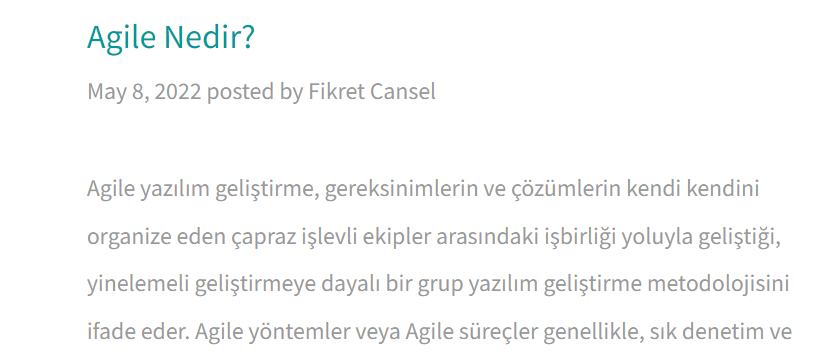 Agile Nedir?
May 8, 2022 posted by Fikret Cansel
Agile yazılım geliştirme, gereksinimlerin ve çözümlerin kendi kendini
organize eden çapraz işlevli ekipler arasındaki işbirliği yoluyla geliştiği,
yinelemeli geliştirmeye dayalı bir grup yazılım geliştirme metodolojisini
ifade eder. Agile yöntemler veya Agile süreçler genellikle, sık denetim ve